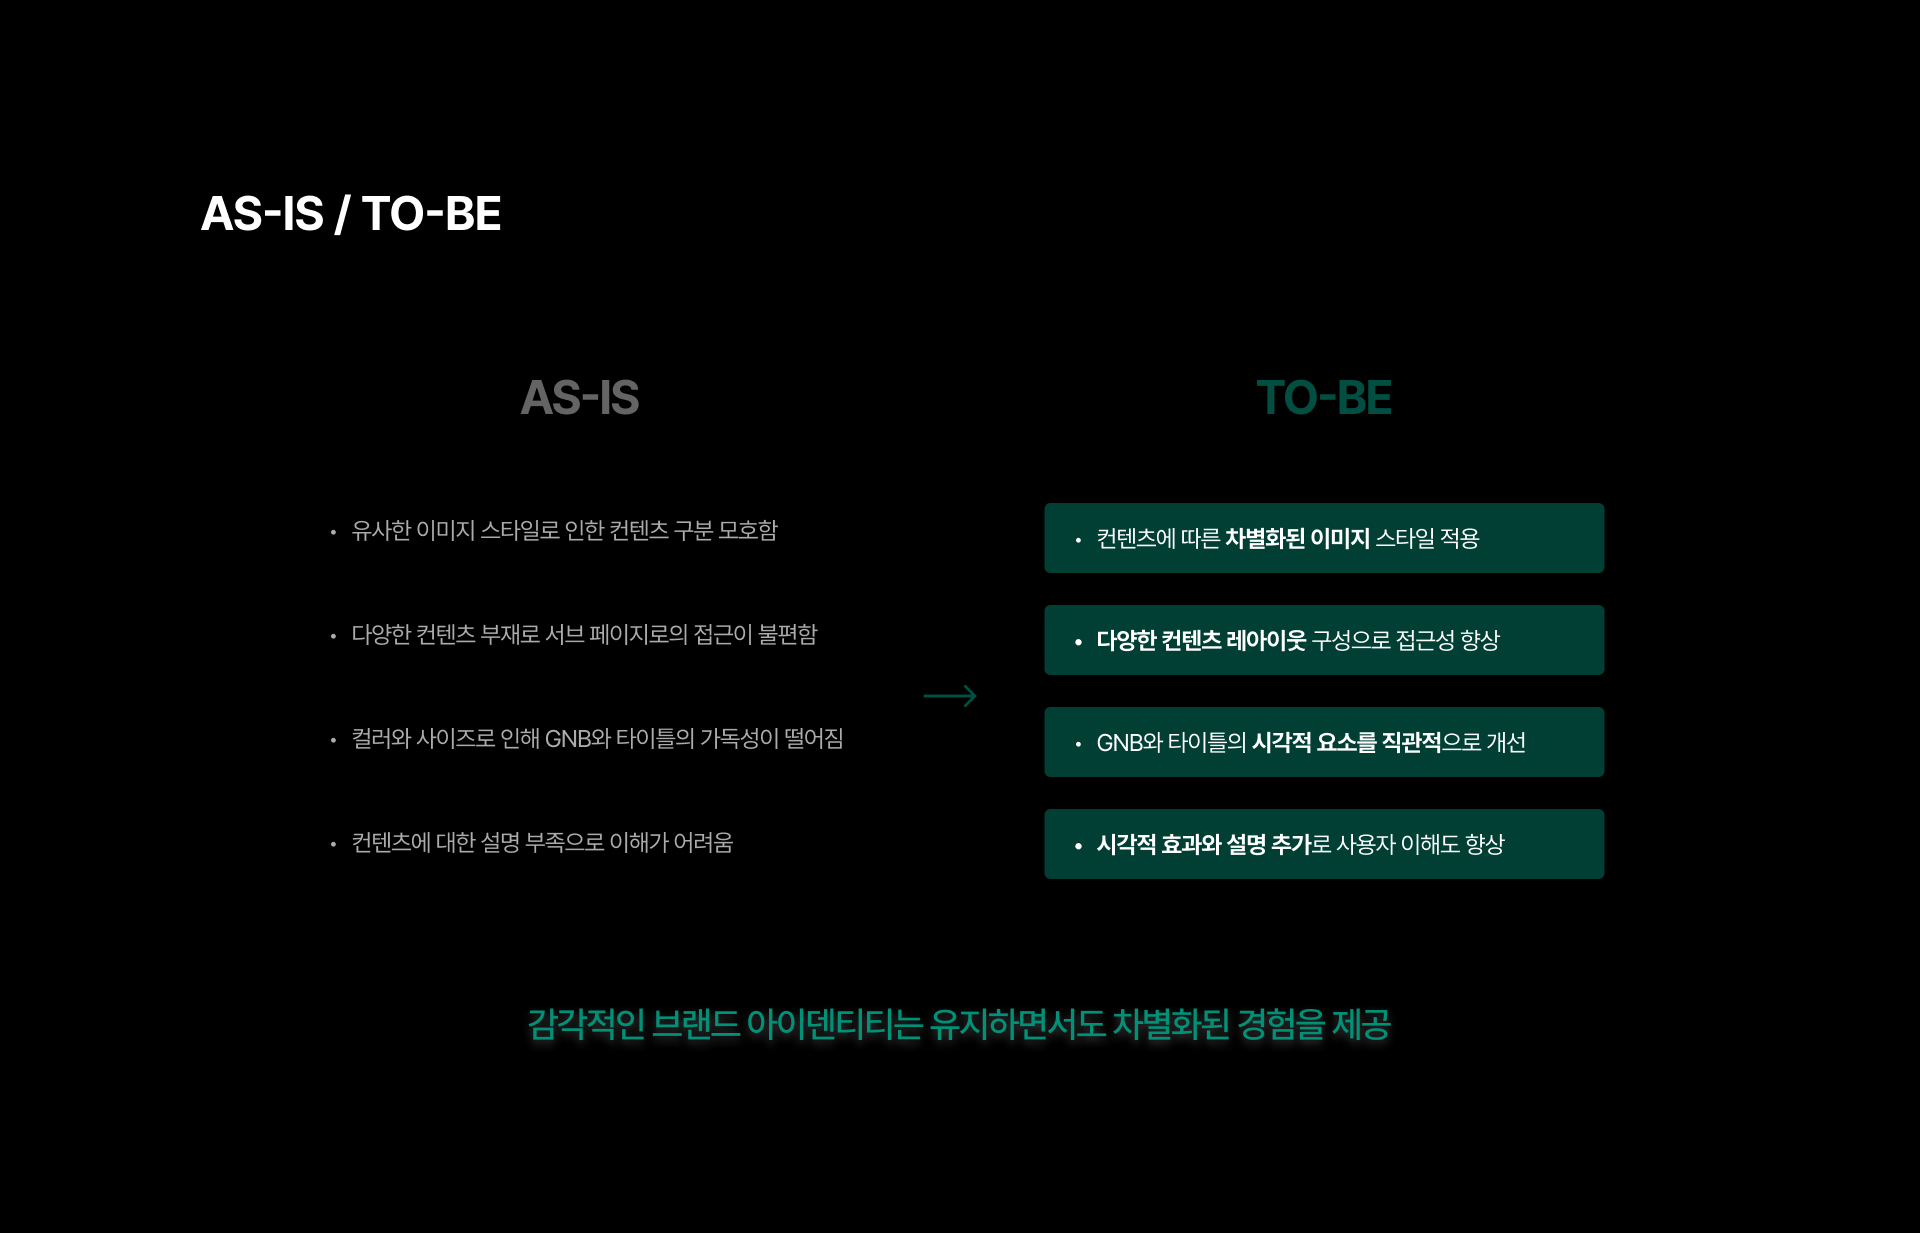 AS-IS / TO-BE
AS-IS
• 유사한 이미지 스타일로 인한 컨텐츠 구분 모호함
• 다양한 컨텐츠 부재로 서브 페이지로의 접근이 불편함
• 컬러와 사이즈로 인해 GNB와 타이틀의 가독성이 떨어짐
• 컨텐츠에 대한 설명 부족으로 이해가 어려움
TO-BE
• 컨텐츠에 따른 차별화된 이미지 스타일 적용
• 다양한 컨텐츠 레아이웃 구성으로 접근성 향상
• GNB와 타이틀의 시각적 요소를 직관적으로 개선
• 시각적 효과와 설명 추가로 사용자 이해도 향상
감각적인 브랜드 아이덴티티는 유지하면서도 차별화된 경험을 제공